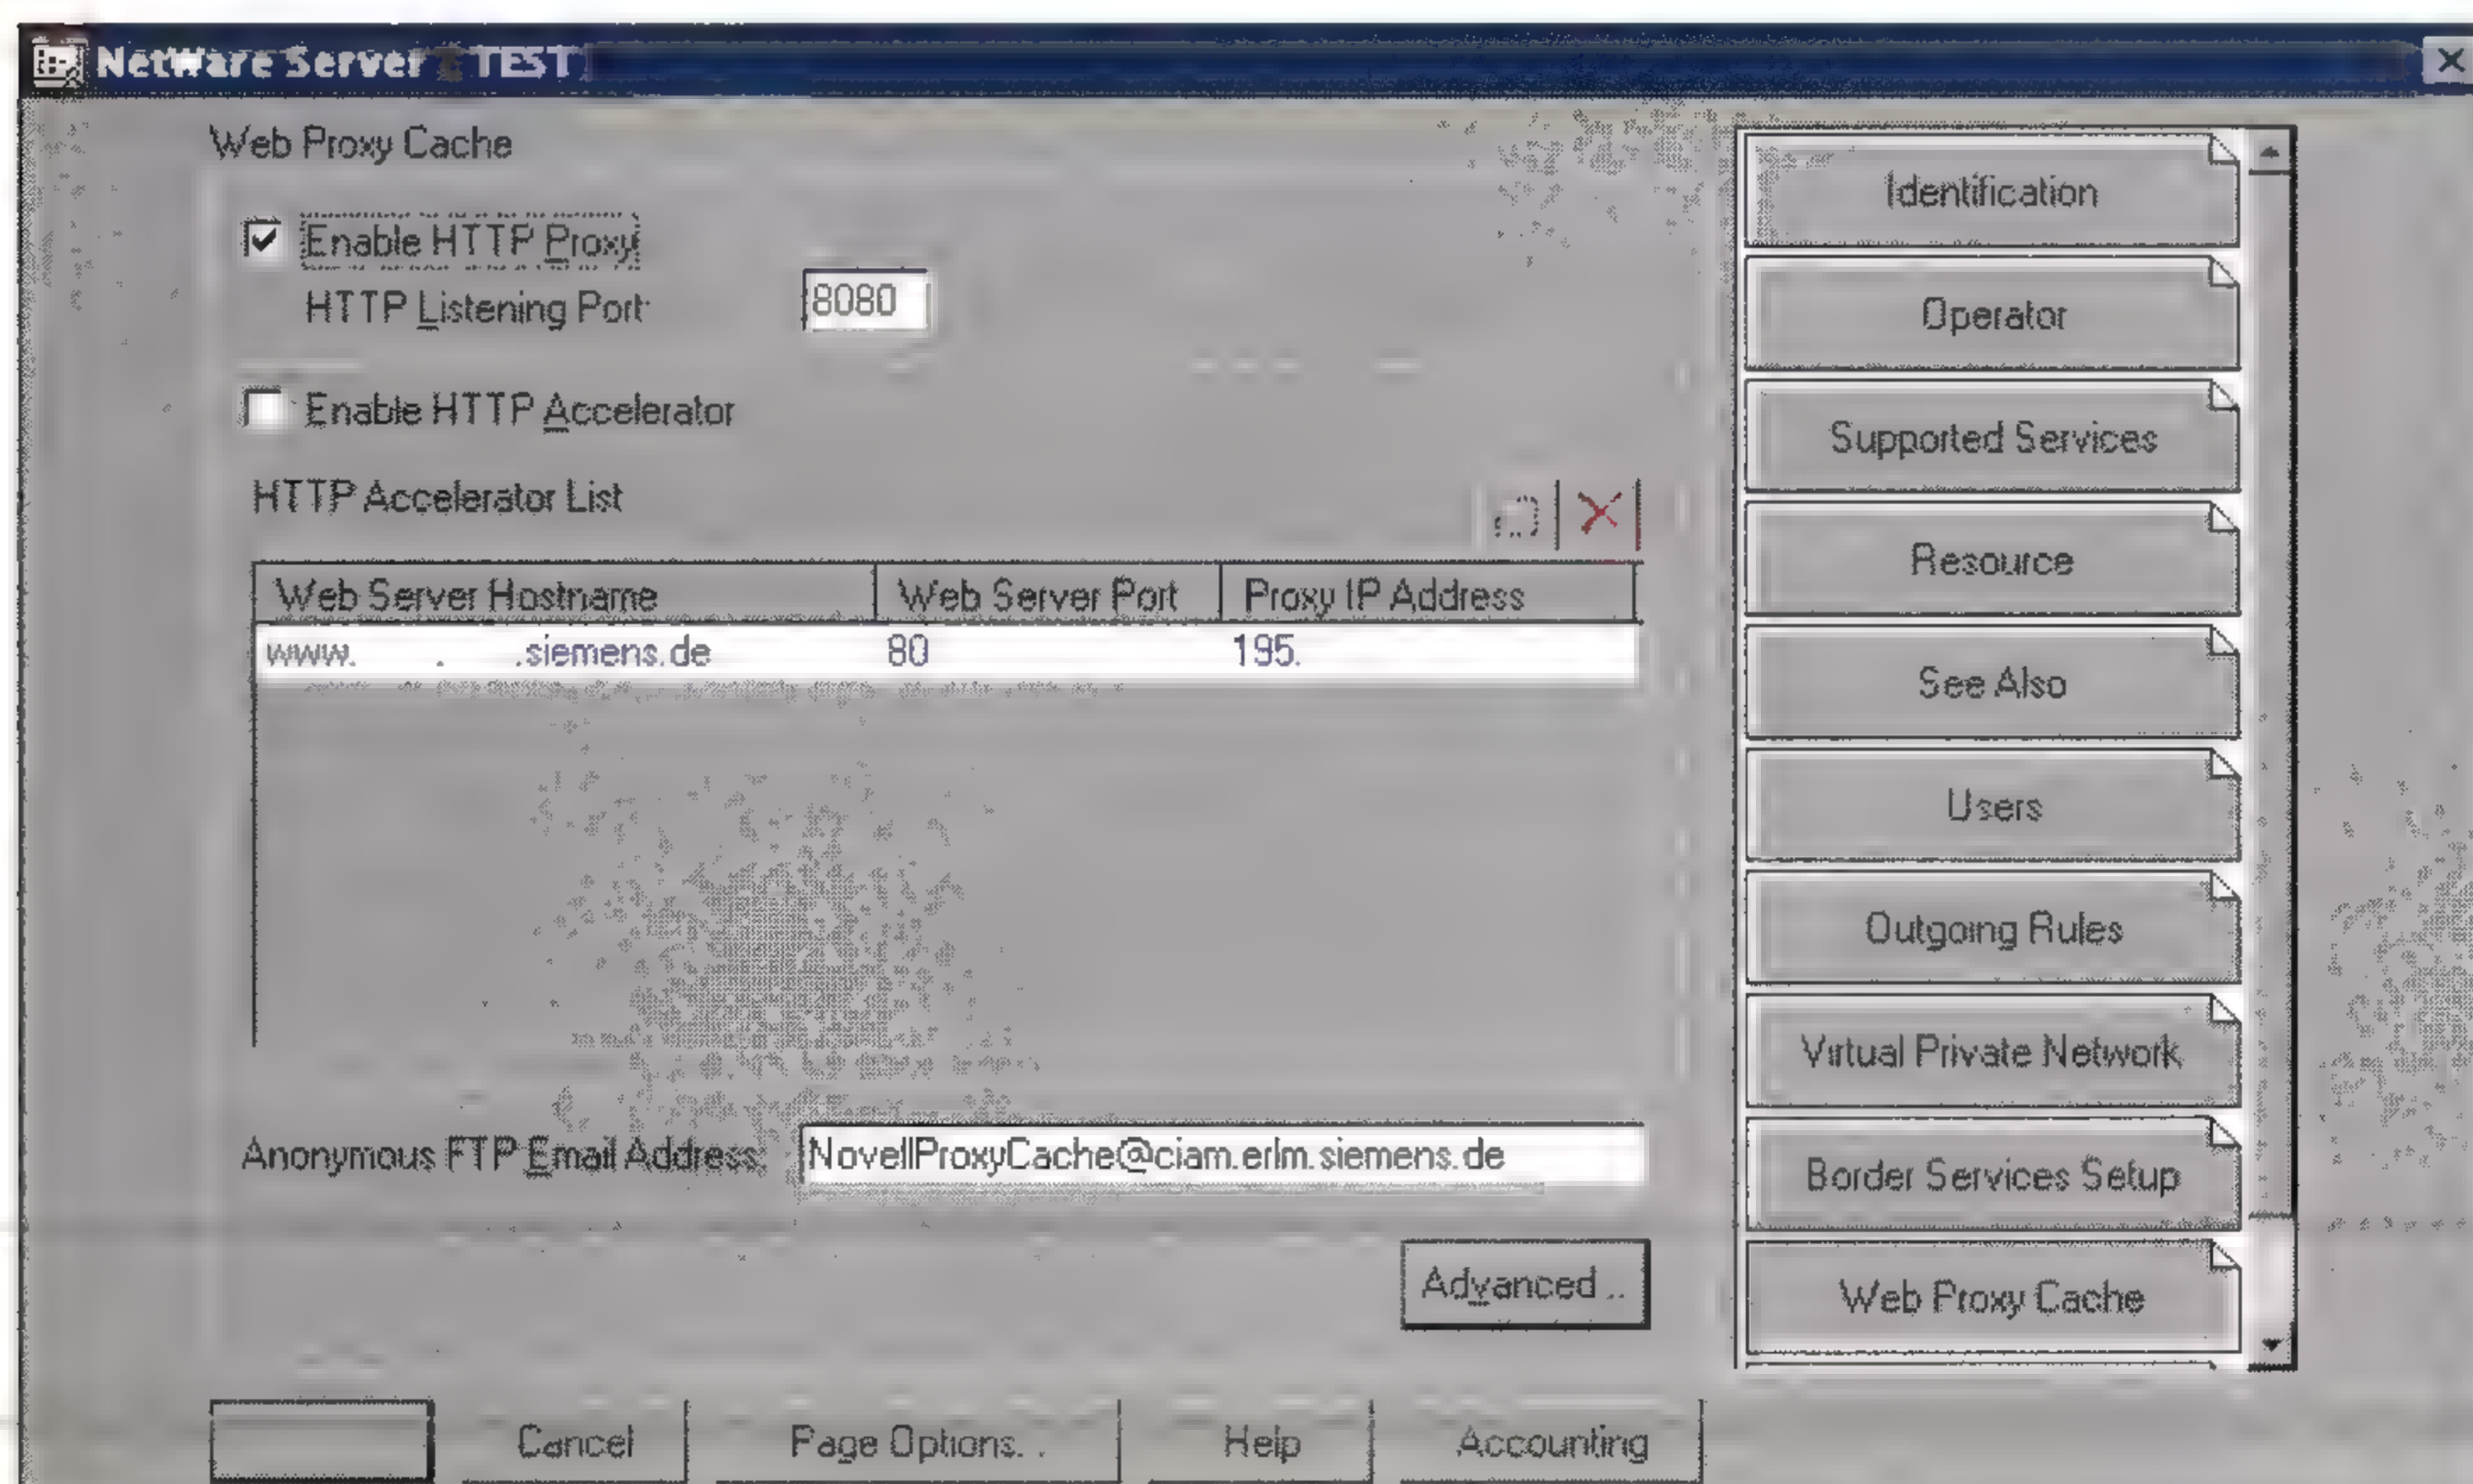 NetWare Server : TEST
Web Proxy Cache
Enable HTTP Proxy
HTTP Listening Port:
8080
Enable HTTP Accelerator
HTTP Accelerator List
Web Server Hostname Web Server Port Proxy IP Address
www. . .siemens.de 80 195.
Anonymous FTP Email Address: NovellProxyCache@ciam.erlm.siemens.de
Advanced ..
Cancel Page Options. . Help Accounting
Identification
Operator
Supported Services
Resource
See Also
Users
Outgoing Rules
Virtual Private Network
Border Services Setup
Web Proxy Cache